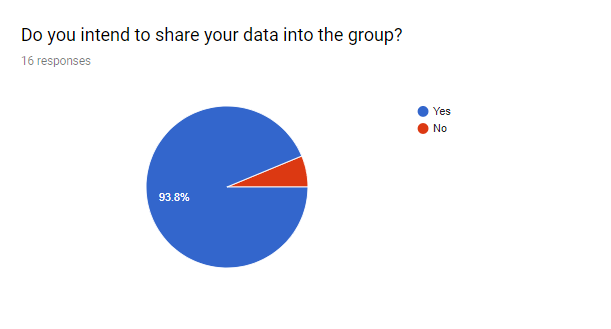 Do you intend to share your data into the group?
16 responses
Yes
No
93.8%